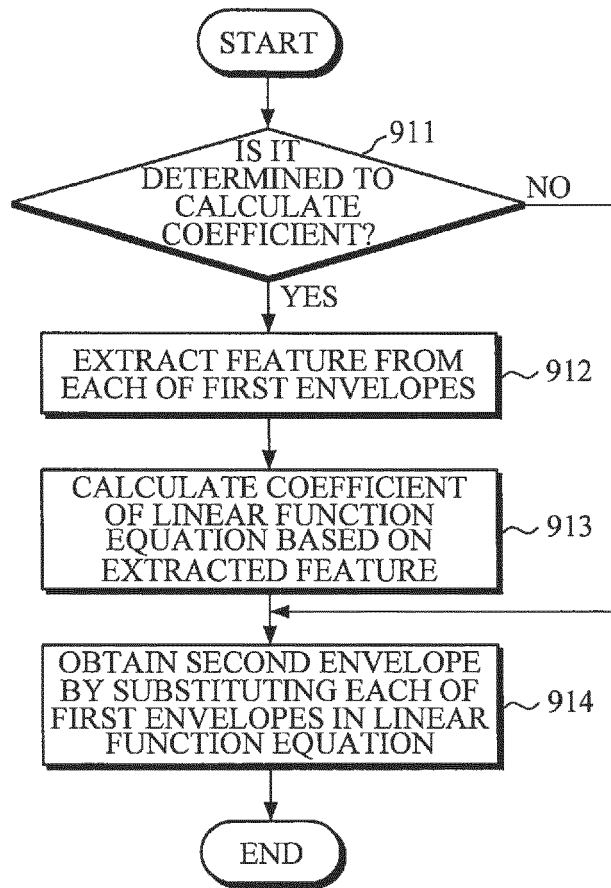 START
911
IS IT
DETERMINED TO
CALCULATE
COEFFICIENT?
NO
YES
EXTRACT FEATURE FROM
EACH OF FIRST ENVELOPES
912
CALCULATE COEFFICIENT
OF LINEAR FUNCTION
EQUATION BASED ON
EXTRACTED FEATURE
913
OBTAIN SECOND ENVELOPE
BY SUBSTITUTING EACH OF
FIRST ENVELOPES IN LINEAR
FUNCTION EQUATION
914
END